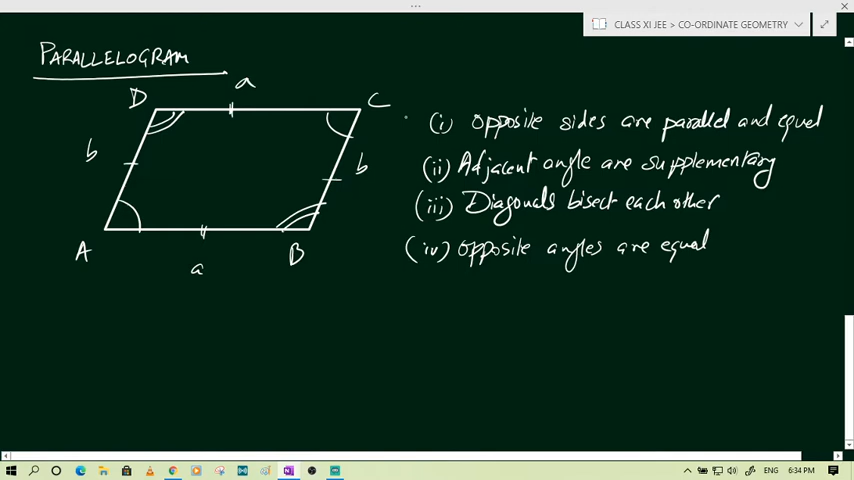 CLASS XI JEE > CO-ORDINATE GEOMETRY
PARALLELOGRAM
a
D
C
b
b
A
B
a
(i) opposite sides are parallel and equal
(ii) Adjacent angle are supplementary
(iii) Diagonals bisect each other
(iv) opposite angles are equal
ENG
6:34 PM